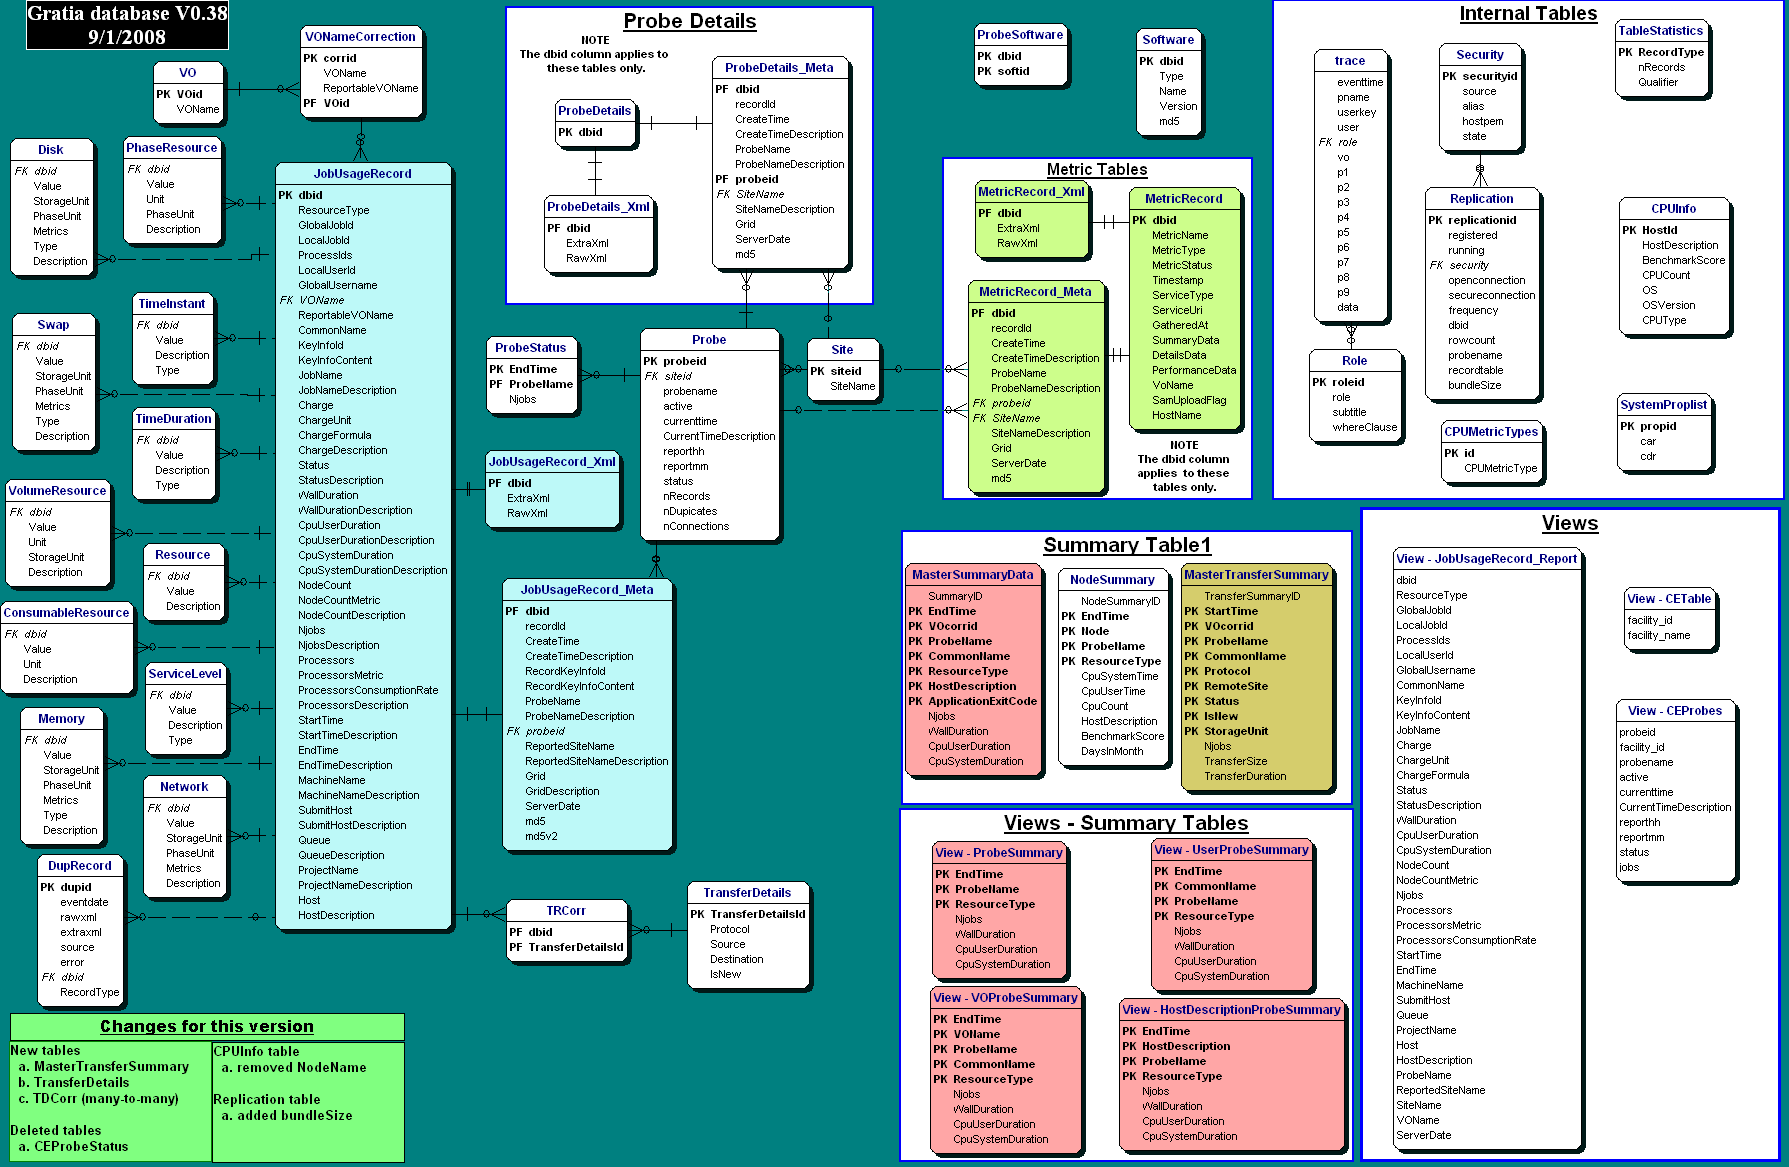 Gratia database V0.38
9/1/2008
VONameCorrection
PK corrid
VOName
ReportableVOName
PF VOid
VO
PK VOid
VOName
Disk
FK dbid
Value
StorageUnit
PhaseUnit
Metrics
Type
Description
PhaseResource
FK dbid
Value
Unit
PhaseUnit
Description
TimeInstant
FK dbid
Value
Description
Type
Swap
FK dbid
Value
StorageUnit
PhaseUnit
Metrics
Type
Description
TimeDuration
FK dbid
Value
Description
Type
VolumeResource
FK dbid
Value
Unit
StorageUnit
Description
Resource
FK dbid
Value
Description
ConsumableResource
FK dbid
Value
Unit
Description
ServiceLevel
FK dbid
Value
Description
Type
Memory
FK dbid
Value
StorageUnit
PhaseUnit
Metrics
Type
Description
Network
FK dbid
Value
StorageUnit
PhaseUnit
Metrics
Description
DupRecord
PK dupid
eventdate
rawxml
extraxml
source
error
FK dbid
RecordType
JobUsageRecord
PK dbid
ResourceType
GlobalJobId
LocalJobId
ProcessIds
LocalUserId
GlobalUsername
FK VOName
ReportableVOName
CommonName
KeyInfoId
KeyInfoContent
JobName
JobNameDescription
Charge
ChargeUnit
ChargeFormula
ChargeDescription
Status
StatusDescription
WallDuration
WallDurationDescription
CpuUserDuration
CpuUserDurationDescription
CpuSystemDuration
CpuSystemDurationDescription
NodeCount
NodeCountMetric
NodeCountDescription
Njobs
NjobsDescription
Processors
ProcessorsMetric
ProcessorsConsumptionRate
ProcessorsDescription
StartTime
StartTimeDescription
EndTime
EndTimeDescription
MachineName
MachineNameDescription
SubmitHost
SubmitHostDescription
Queue
QueueDescription
ProjectName
ProjectNameDescription
Host
HostDescription
Probe Details
NOTE
The dbid column applies to
these tables only.
ProbeDetails
PK dbid
ProbeDetails_Xml
PF dbid
ExtraXml
RawXml
ProbeDetails_Meta
PF dbid
recordId
CreateTime
CreateTimeDescription
ProbeName
ProbeNameDescription
PF probeid
FK SiteName
SiteNameDescription
Grid
ServerDate
md5
ProbeStatus
PK EndTime
PF ProbeName
Njobs
Probe
PK probeid
FK siteid
probename
active
currenttime
CurrentTimeDescription
reporthh
reportmm
status
nRecords
nDupicates
nConnections
Site
PK siteid
SiteName
JobUsageRecord_Xml
PF dbid
ExtraXml
RawXml
JobUsageRecord_Meta
PF dbid
recordId
CreateTime
CreateTimeDescription
RecordKeyInfoId
RecordKeyInfoContent
ProbeName
ProbeNameDescription
FK probeid
ReportedSiteName
ReportedSiteNameDescription
Grid
GridDescription
ServerDate
md5
md5v2
TRCorr
PF dbid
PF TransferDetailsId
TransferDetails
PK TransferDetailsId
Protocol
Source
Destination
IsNew
ProbeSoftware
PK dbid
PK softid
Software
PK dbid
Type
Name
Version
md5
Metric Tables
MetricRecord_Xml
PF dbid
ExtraXml
RawXml
MetricRecord
PK dbid
MetricName
MetricType
MetricStatus
Timestamp
ServiceType
ServiceUri
GatheredAt
SummaryData
DetailsData
PerformanceData
VoName
SamUploadFlag
HostName
MetricRecord_Meta
PF dbid
recordId
CreateTime
CreateTimeDescription
ProbeName
ProbeNameDescription
FK probeid
FK SiteName
SiteNameDescription
Grid
ServerDate
md5
NOTE
The dbid column
applies to these
tables only.
Internal Tables
trace
eventtime
pname
userkey
user
FK role
vo
p1
p2
p3
p4
p5
p6
p7
p8
p9
data
Role
PK roleid
role
subtitle
whereClause
Security
PK securityid
source
alias
hostpem
state
Replication
PK replicationid
registered
running
FK security
openconnection
secureconnection
frequency
dbid
rowcount
probename
recordtable
bundleSize
CPUMetricTypes
PK id
CPUMetricType
TableStatistics
PK RecordType
nRecords
Qualifier
CPUInfo
PK HostId
HostDescription
BenchmarkScore
CPUCount
OS
OSVersion
CPUType
SystemProplist
PK propid
car
cdr
Summary Table1
MasterSummaryData
SummaryID
PK EndTime
PK VOcorrid
PK ProbeName
PK CommonName
PK ResourceType
PK HostDescription
PK ApplicationExitCode
Njobs
WallDuration
CpuUserDuration
CpuSystemDuration
NodeSummary
NodeSummaryID
PK EndTime
PK Node
PK ProbeName
PK ResourceType
CpuSystemTime
CpuUserTime
CpuCount
HostDescription
BenchmarkScore
DaysInMonth
MasterTransferSummary
TransferSummaryID
PK StartTime
PK VOcorrid
PK ProbeName
PK CommonName
PK Protocol
PK RemoteSite
PK Status
PK IsNew
PK StorageUnit
Njobs
TransferSize
TransferDuration
Views - Summary Tables
View - ProbeSummary
PK EndTime
PK ProbeName
PK ResourceType
Njobs
WallDuration
CpuUserDuration
CpuSystemDuration
View - UserProbeSummary
PK EndTime
PK CommonName
PK ProbeName
PK ResourceType
Njobs
WallDuration
CpuUserDuration
CpuSystemDuration
View - VOProbeSummary
PK EndTime
PK VOName
PK ProbeName
PK CommonName
PK ResourceType
Njobs
WallDuration
CpuUserDuration
CpuSystemDuration
View - HostDescriptionProbeSummary
PK EndTime
PK HostDescription
PK ProbeName
PK ResourceType
Njobs
WallDuration
CpuUserDuration
CpuSystemDuration
Views
View - JobUsageRecord_Report
dbid
ResourceType
GlobalJobId
LocalJobId
ProcessIds
LocalUserId
GlobalUsername
CommonName
KeyInfoId
KeyInfoContent
JobName
Charge
ChargeUnit
ChargeFormula
Status
StatusDescription
WallDuration
CpuUserDuration
CpuSystemDuration
NodeCount
NodeCountMetric
Njobs
Processors
ProcessorsMetric
ProcessorsConsumptionRate
StartTime
EndTime
MachineName
SubmitHost
Queue
ProjectName
Host
HostDescription
ProbeName
ReportedSiteName
SiteName
VOName
ServerDate
View - CETable
facility_id
facility_name
View - CEProbes
probeid
facility_id
probename
active
currenttime
CurrentTimeDescription
reporthh
reportmm
status
jobs
Changes for this version
New tables
a. MasterTransferSummary
b. TransferDetails
c. TDCorr (many-to-many)
Deleted tables
a. CEProbeStatus
CPUInfo table
a. removed NodeName
Replication table
a. added bundleSize